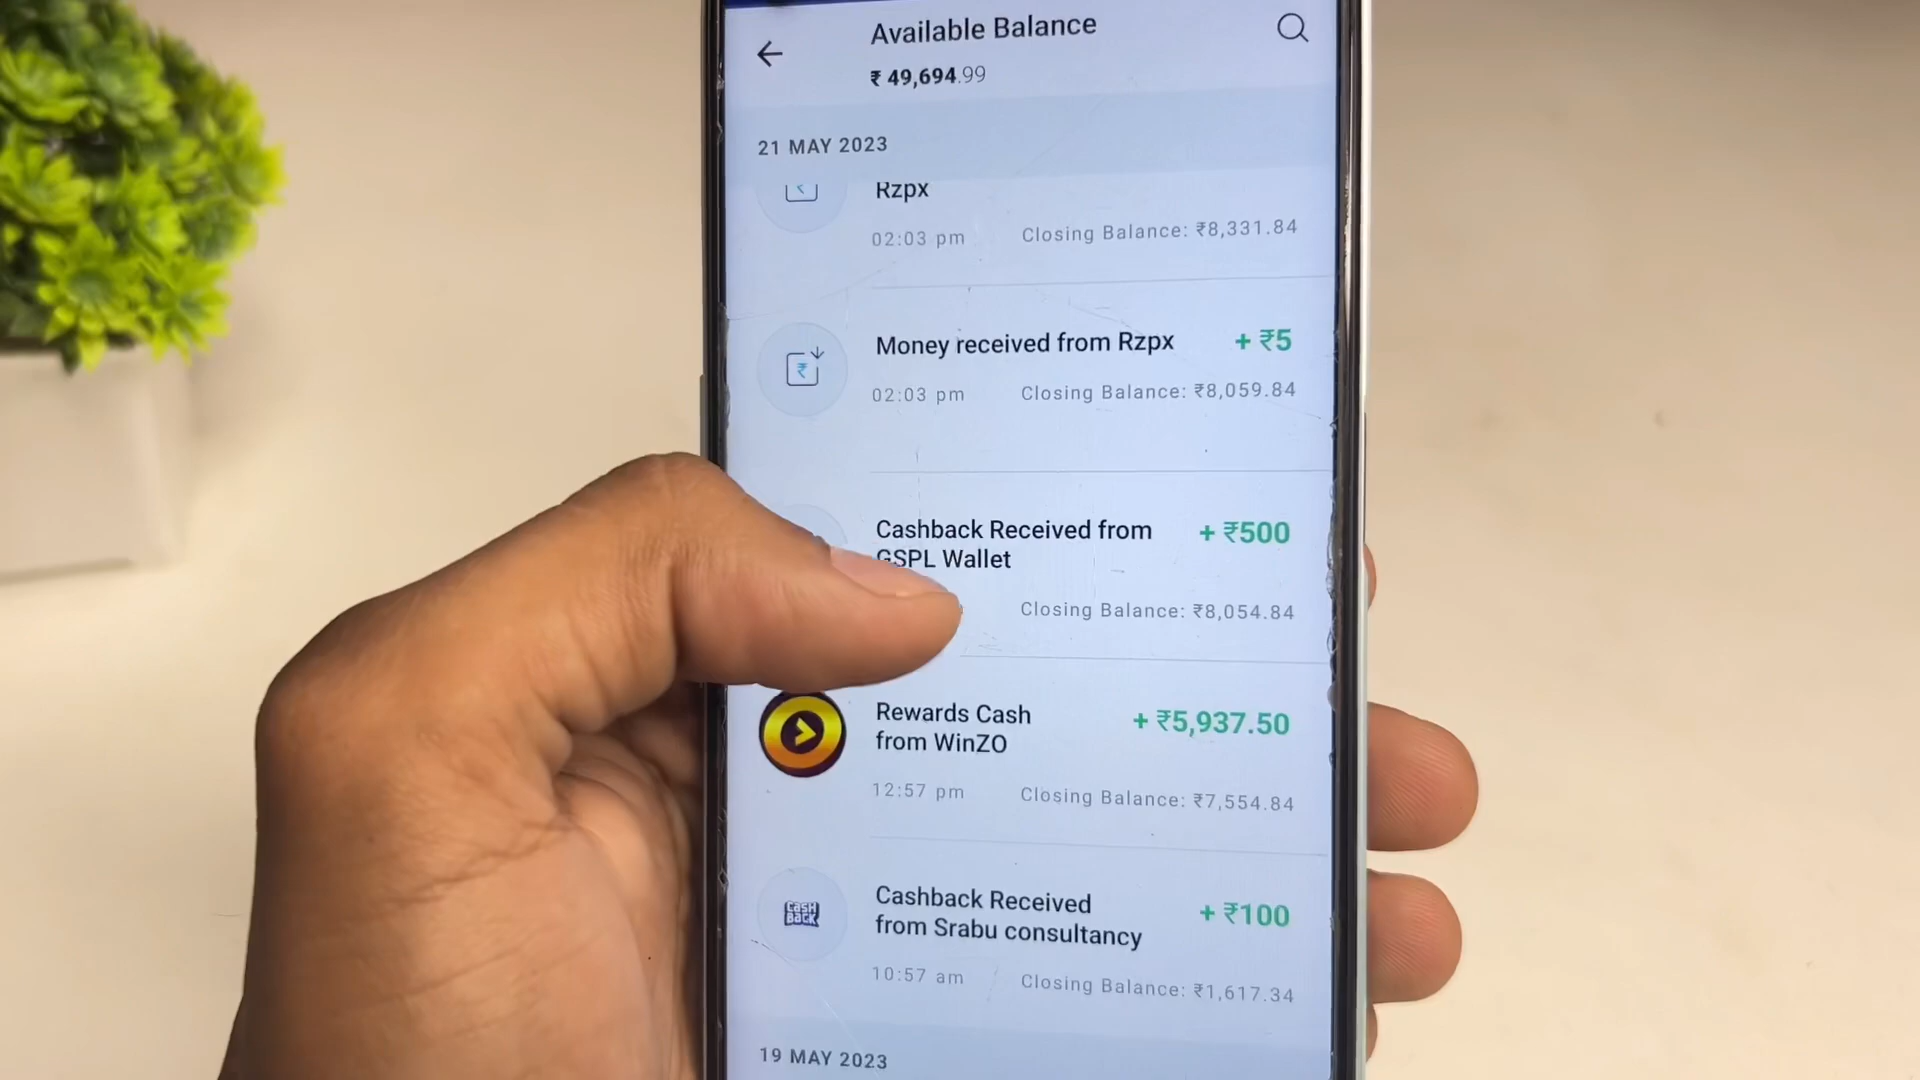 Available Balance
₹ 49,694.99
21 MAY 2023
Rzpx
02:03 pm Closing Balance: ₹8,331.84
Money received from Rzpx + ₹5
02:03 pm Closing Balance: ₹8,059.84
Cashback Received from + ₹500
GSPL Wallet
Closing Balance: ₹8,054.84
Rewards Cash + ₹5,937.50
from WinZO
12:57 pm Closing Balance: ₹7,554.84
CASH
BACK
Cashback Received + ₹100
from Srabu consultancy
10:57 am Closing Balance: ₹1,617.34
19 MAY 2023